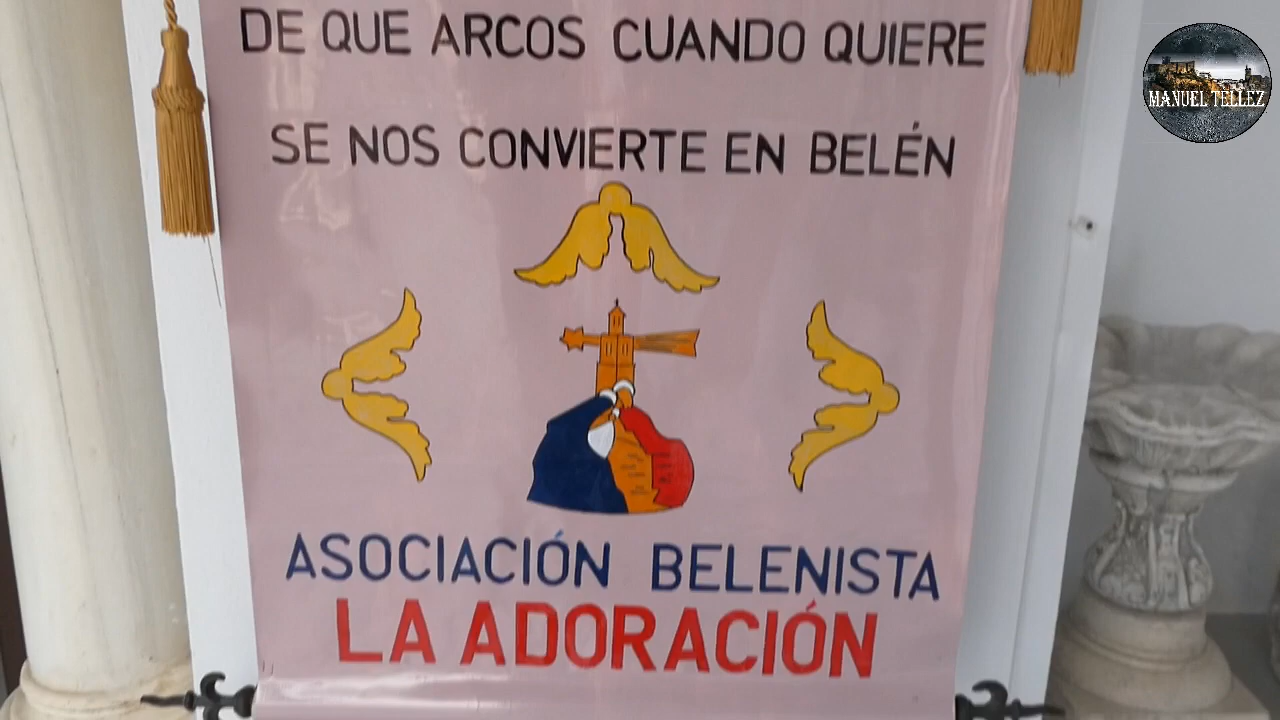 DE QUE ARCOS CUANDO QUIERE
SE NOS CONVIERTE EN BELÉN
ASOCIACIÓN BELENISTA
LA ADORACIÓN
MANUEL TELLEZ